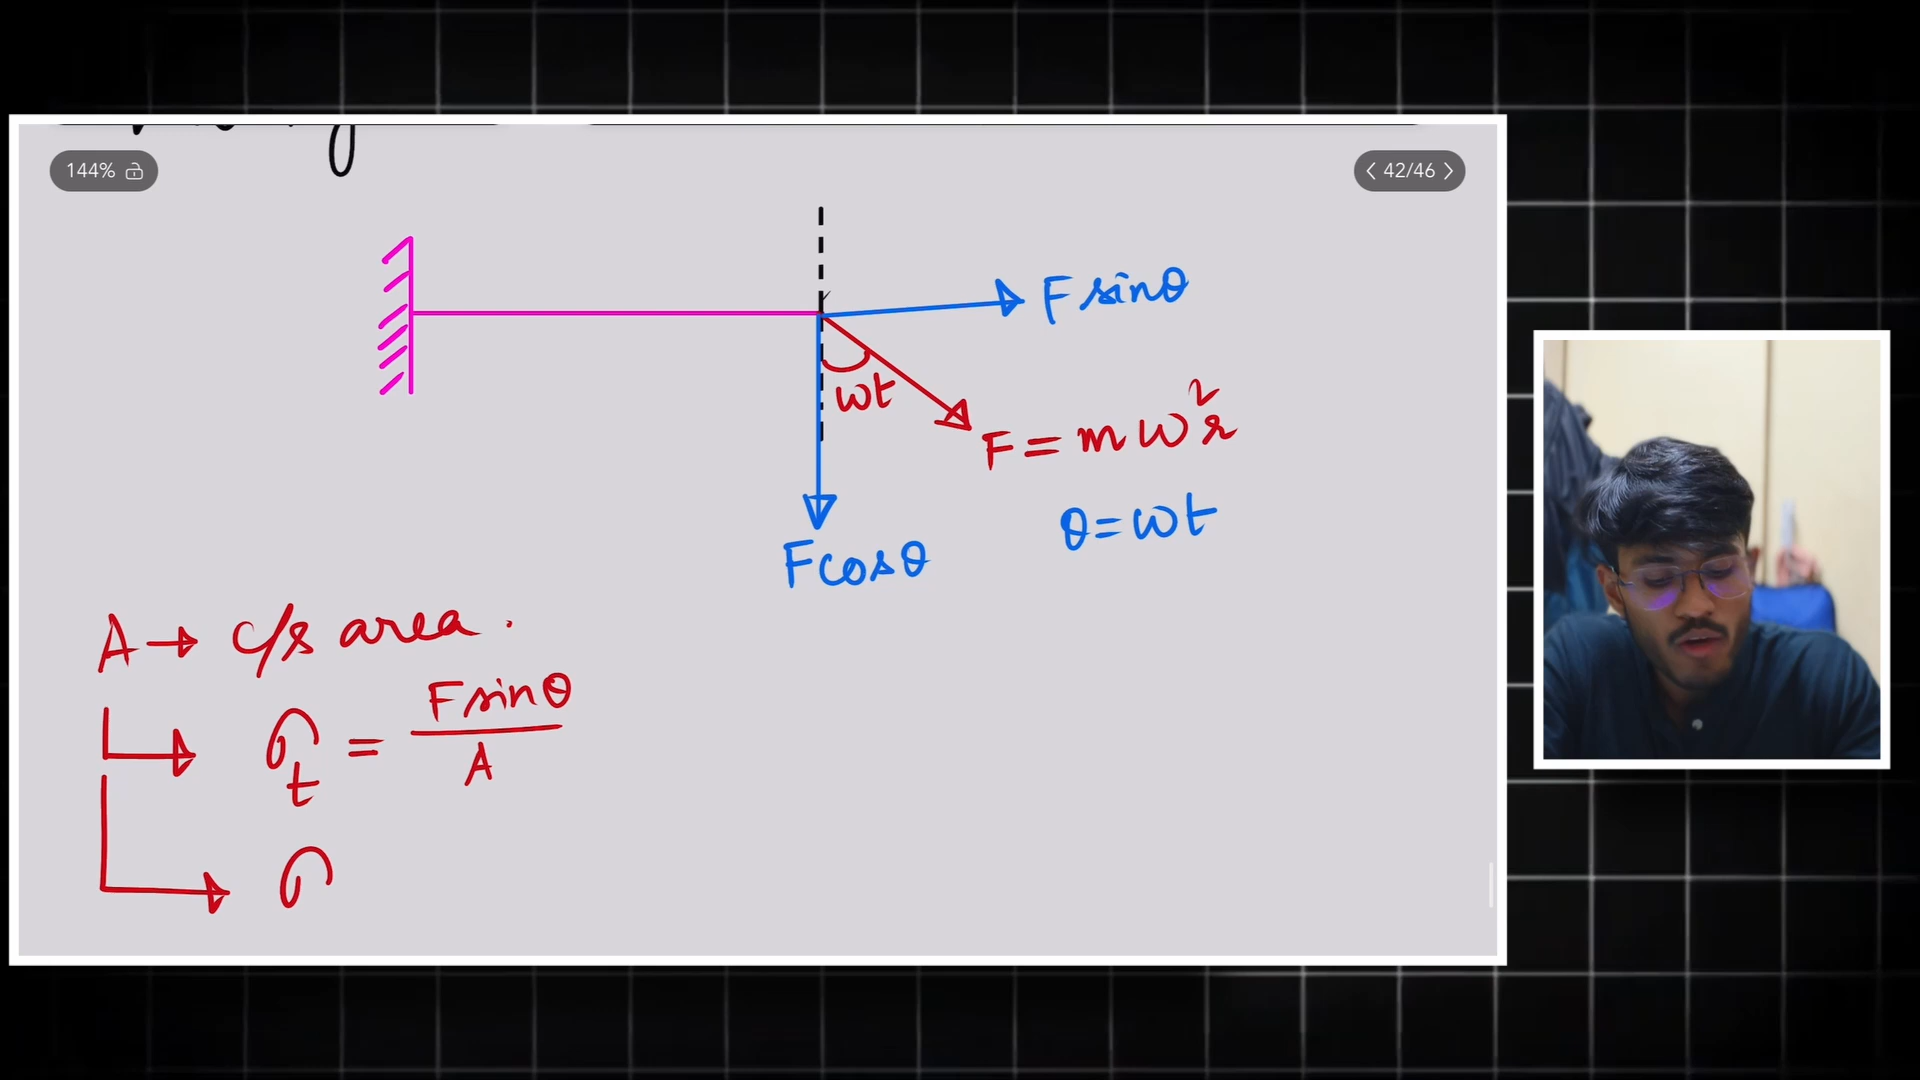 144%
< 42/46 >
F sinθ
ωt
F = mω²r
θ = ωt
F cosθ
A → c/s area.
σt = F sinθ / A
σ